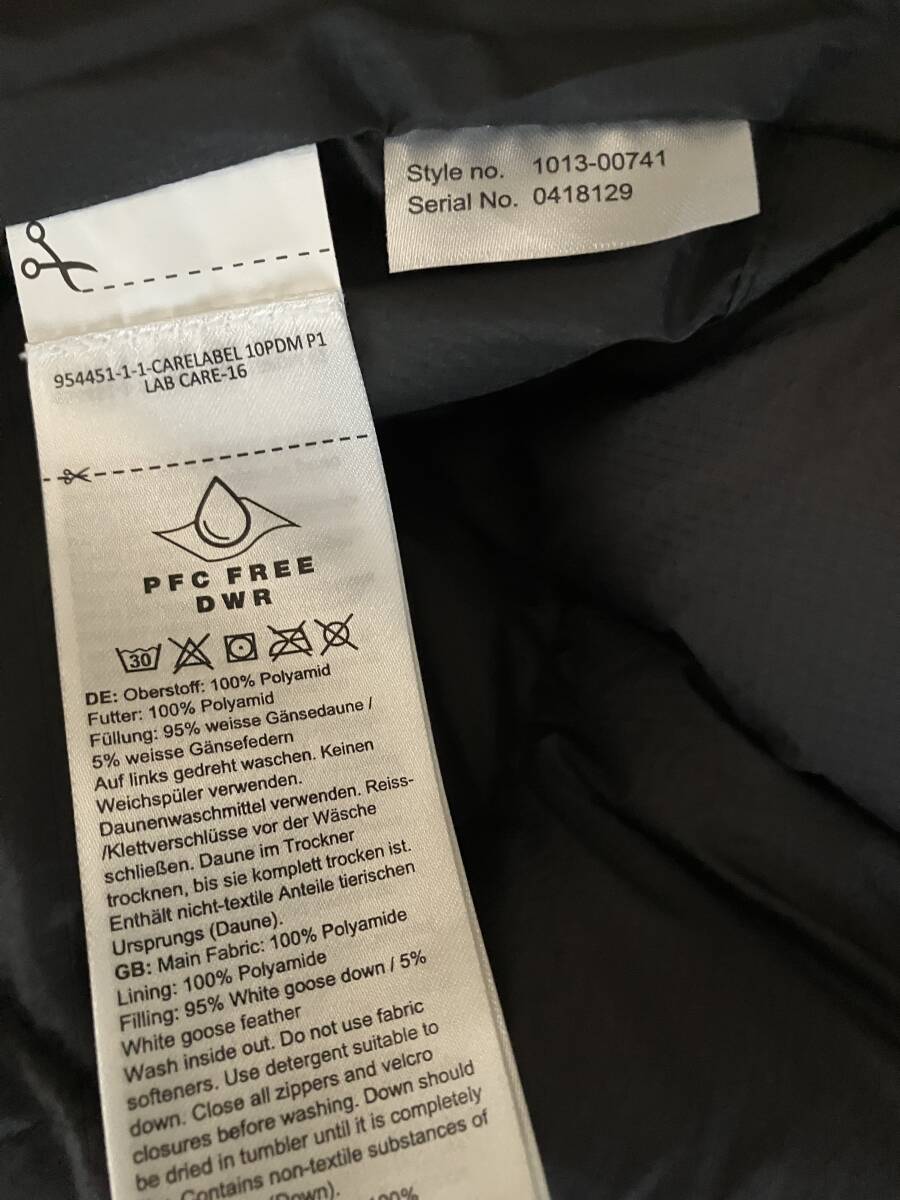 Style no. 1013-00741
Serial No. 0418129
954451-1-1-CARELABEL 10PDM P1
LAB CARE-16
PFC FREE
DWR
30
DE: Oberstoff: 100% Polyamid
Futter: 100% Polyamid
Füllung: 95% weisse Gänsedaune /
5% weisse Gänsefedern
Auf links gedreht waschen. Keinen
Weichspüler verwenden.
Daunenwaschmittel verwenden. Reiss-
/Klettverschlüsse vor der Wäsche
schließen. Daune im Trockner
trocknen, bis sie komplett trocken ist.
Enthält nicht-textile Anteile tierischen
Ursprungs (Daune).
GB: Main Fabric: 100% Polyamide
Lining: 100% Polyamide
Filling: 95% White goose down / 5%
White goose feather
Wash inside out. Do not use fabric
softeners. Use detergent suitable to
down. Close all zippers and velcro
closures before washing. Down should
be dried in tumbler until it is completely
Contains non-textile substances of
(Down).
100%